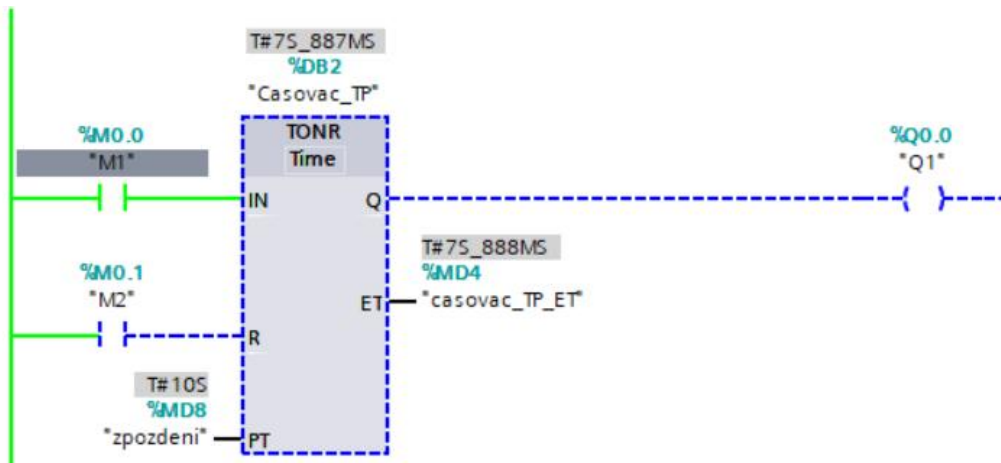 T#7S_887MS
%DB2
"Casovac_TP"
TONR
Time
%M0.0
"M1"
IN
Q
%Q0.0
"Q1"
T#7S_888MS
%MD4
ET
"casovac_TP_ET"
%M0.1
"M2"
R
T#10S
%MD8
"zpozdeni"
PT